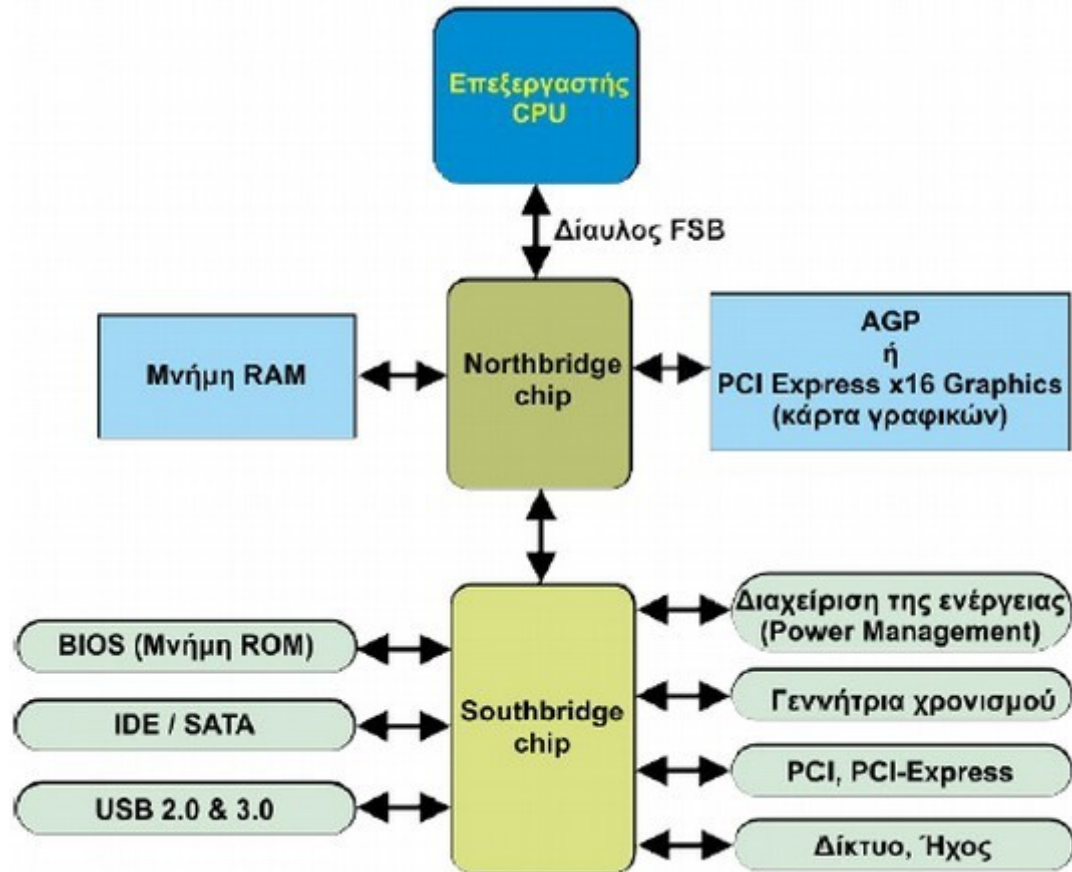 Επεξεργαστής
CPU
Δίαυλος FSB
Μνήμη RAM
Northbridge
chip
AGP
ή
PCI Express x16 Graphics
(κάρτα γραφικών)
BIOS (Μνήμη ROM)
IDE / SATA
USB 2.0 & 3.0
Southbridge
chip
Διαχείριση της ενέργειας
(Power Management)
Γεννήτρια χρονισμού
PCI, PCI-Express
Δίκτυο, Ήχος